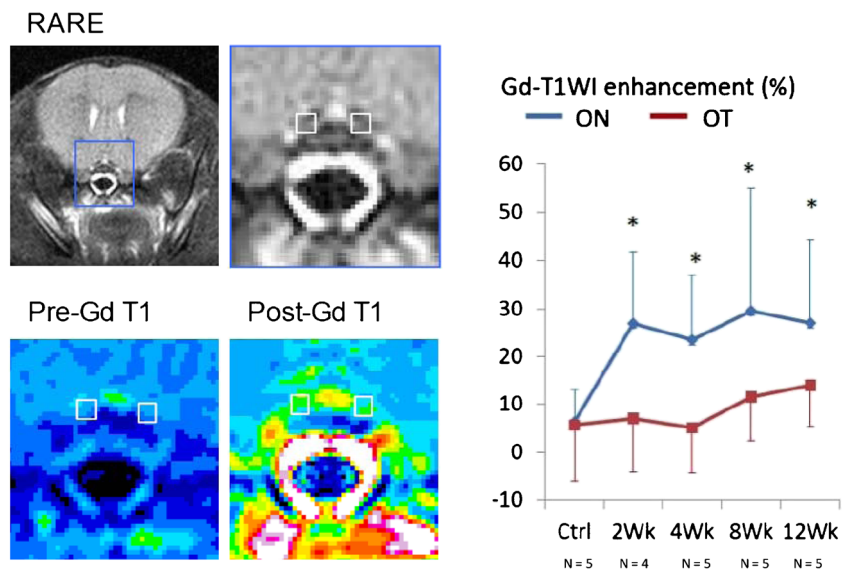 RARE
Pre-Gd T1
Post-Gd T1
Gd-T1WI enhancement (%)
ON OT
60
50
40
30
20
10
0
-10
* * * *
Ctrl 2Wk 4Wk 8Wk 12Wk
N = 5 N = 4 N = 5 N = 5 N = 5